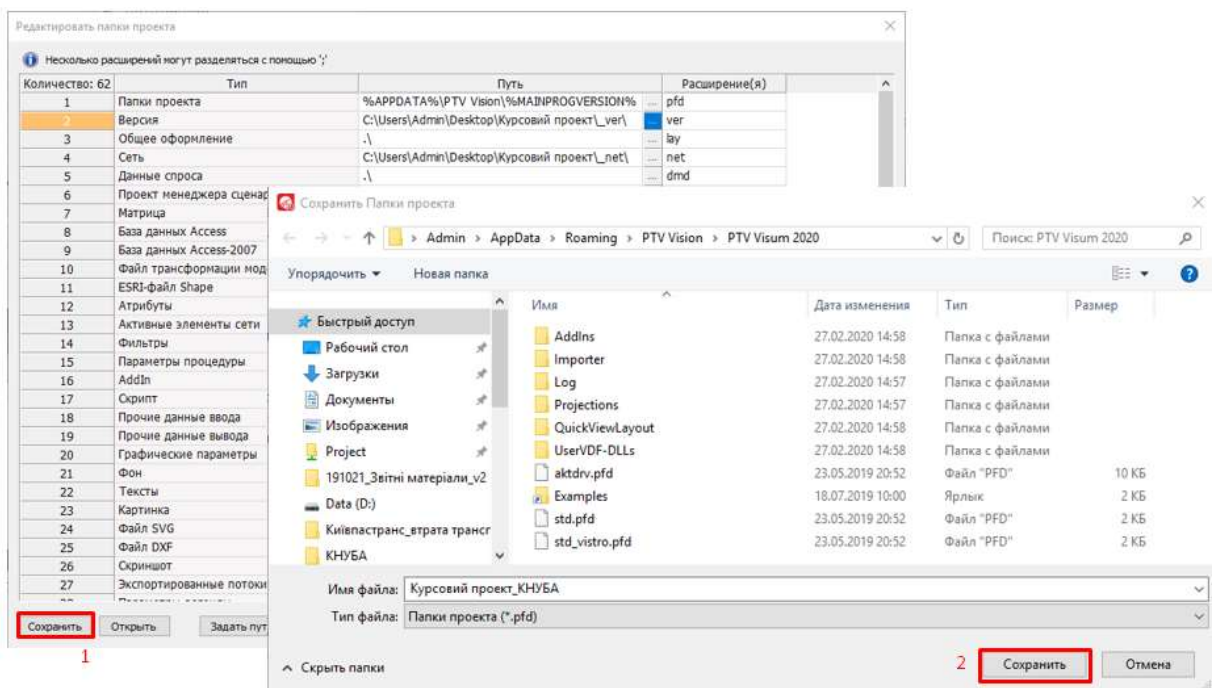 Редактировать папки проекта
Несколько расширений могут разделяться с помощью ';'
Количество: 62 Тип Путь Расширение(я)
1 Папки проекта %APPDATA%\PTV Vision\%MAINPROGVERSION% ... pfd
2 Версия C:\Users\Admin\Desktop\Курсовий проект\_ver\ ... ver
3 Общее оформление .\ ... lay
4 Сеть C:\Users\Admin\Desktop\Курсовий проект\_net\ ... net
5 Данные спроса .\ ... dmd
6 Проект менеджера сценар
7 Матрица
8 База данных Access
9 База данных Access-2007
10 Файл трансформации мод
11 ESRI-файл Shape
12 Атрибуты
13 Активные элементы сети
14 Фильтры
15 Параметры процедуры
16 AddIn
17 Скрипт
18 Прочие данные ввода
19 Прочие данные вывода
20 Графические параметры
21 Фон
22 Тексты
23 Картинка
24 Файл SVG
25 Файл DXF
26 Скриншот
27 Экспортированные потоки
Сохранить Открыть Задать пут
1
Сохранить Папки проекта
Admin > AppData > Roaming > PTV Vision > PTV Visum 2020
Поиск: PTV Visum 2020
Упорядочить Новая папка
Быстрый доступ
Рабочий стол
Загрузки
Документы
Изображения
Project
191021_Звітні матеріали_v2
Data (D:)
Київпастранс_втрата трансг
КНУБА
Имя Дата изменения Тип Размер
AddIns 27.02.2020 14:58 Папка с файлами
Importer 27.02.2020 14:58 Папка с файлами
Log 27.02.2020 14:57 Папка с файлами
Projections 27.02.2020 14:57 Папка с файлами
QuickViewLayout 27.02.2020 14:58 Папка с файлами
UserVDF-DLLs 27.02.2020 14:58 Папка с файлами
aktdrv.pfd 23.05.2019 20:52 Файл "PFD" 10 КБ
Examples 18.07.2019 10:00 Ярлык 2 КБ
std.pfd 23.05.2019 20:52 Файл "PFD" 2 КБ
std_vistro.pfd 23.05.2019 20:52 Файл "PFD" 2 КБ
Имя файла: Курсовий проект_КНУБА
Тип файла: Папки проекта (*.pfd)
Скрыть папки
2 Сохранить Отмена